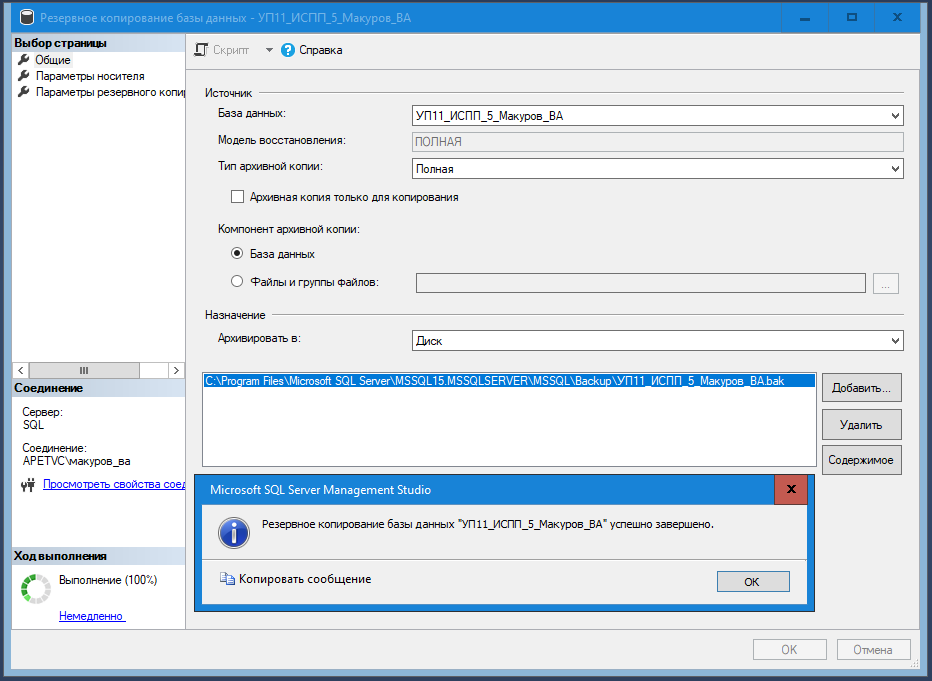 Резервное копирование базы данных - УП11_ИСПП_5_Макуров_ВА
Выбор страницы
Общие
Параметры носителя
Параметры резервного копир
Скрипт
Справка
Источник
База данных:
УП11_ИСПП_5_Макуров_ВА
Модель восстановления:
ПОЛНАЯ
Тип архивной копии:
Полная
Архивная копия только для копирования
Компонент архивной копии:
База данных
Файлы и группы файлов:
...
Назначение
Архивировать в:
Диск
C:\Program Files\Microsoft SQL Server\MSSQL15.MSSQLSERVER\MSSQL\Backup\УП11_ИСПП_5_Макуров_ВА.bak
Добавить...
Удалить
Содержимое
Соединение
Сервер:
SQL
Соединение:
APETVC\макуров_ва
Просмотреть свойства соед
Microsoft SQL Server Management Studio
Резервное копирование базы данных "УП11_ИСПП_5_Макуров_ВА" успешно завершено.
Копировать сообщение
OK
Ход выполнения
Выполнение (100%)
Немедленно
OK
Отмена